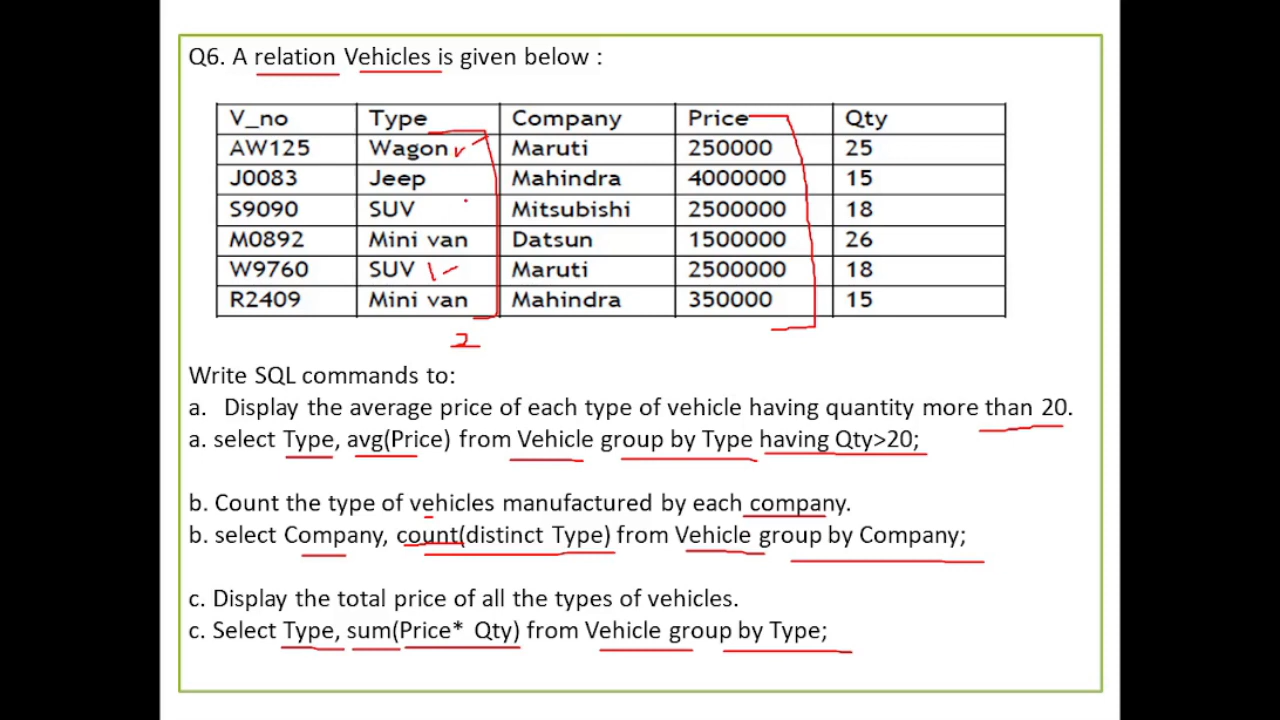 Q6. A relation Vehicles is given below :
V_no Type Company Price Qty
AW125 Wagon Maruti 250000 25
J0083 Jeep Mahindra 4000000 15
S9090 SUV Mitsubishi 2500000 18
M0892 Mini van Datsun 1500000 26
W9760 SUV Maruti 2500000 18
R2409 Mini van Mahindra 350000 15
2
Write SQL commands to:
a. Display the average price of each type of vehicle having quantity more than 20.
a. select Type, avg(Price) from Vehicle group by Type having Qty>20;
b. Count the type of vehicles manufactured by each company.
b. select Company, count(distinct Type) from Vehicle group by Company;
c. Display the total price of all the types of vehicles.
c. Select Type, sum(Price* Qty) from Vehicle group by Type;